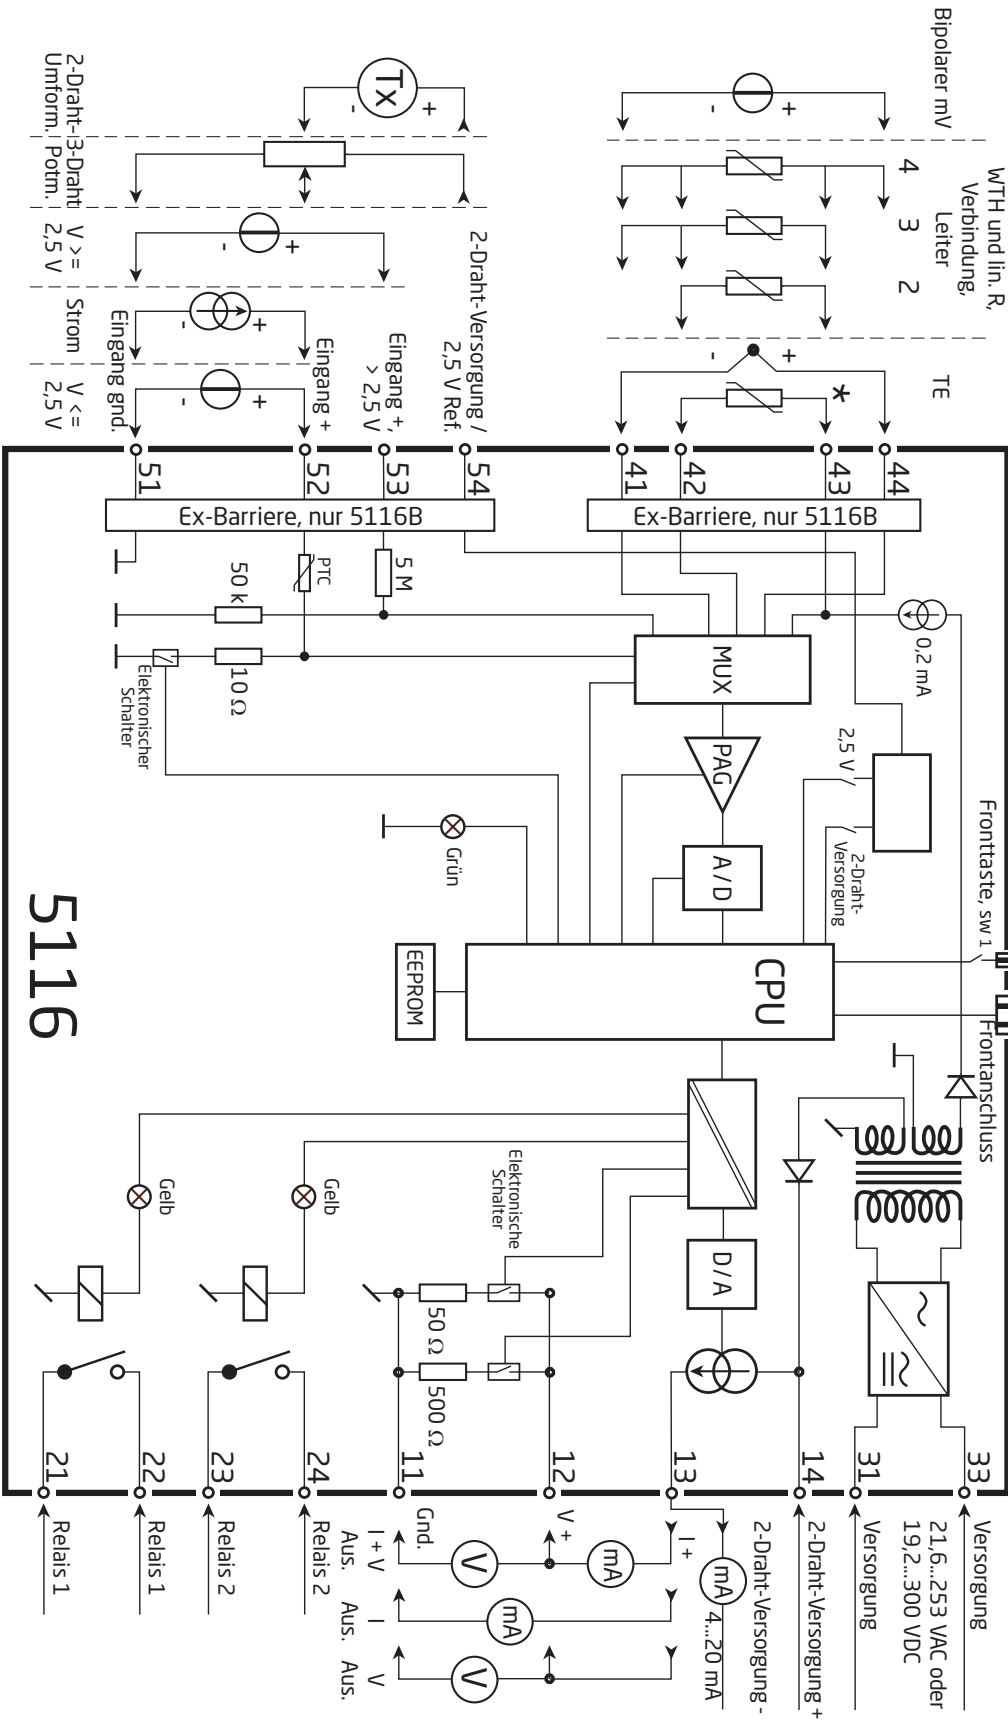 Bipolarer mV
+
-
WTH und lin. R,
Verbindung,
Leiter
4
3
2
TE
+
-
*
2-Draht-
Umform.
Tx
+
-
3-Draht
Potm.
V >=
2,5 V
+
-
Strom
+
-
V <=
2,5 V
+
-
2-Draht-Versorgung /
2,5 V Ref.
Eingang +,
> 2,5 V
Eingang +
Eingang gnd.
44
43
42
41
54
53
52
51
Ex-Barriere, nur 5116B
Ex-Barriere, nur 5116B
5 M
PTC
50 k
10 Ω
Elektronischer
Schalter
0,2 mA
MUX
PAG
A/D
2,5 V
2-Draht-
Versorgung
Fronttaste, sw 1
Frontanschluss
Grün
CPU
EEPROM
5116
Gelb
Gelb
Elektronische
Schalter
D/A
50 Ω
500 Ω
33
31
14
13
12
11
24
23
22
21
Versorgung
21,6...253 VAC oder
19,2...300 VDC
Versorgung
2-Draht-Versorgung +
2-Draht-Versorgung -
mA
4...20 mA
I +
V +
Gnd.
mA
V
I + V
Aus.
mA
I
Aus.
V
V
Aus.
Relais 2
Relais 2
Relais 1
Relais 1